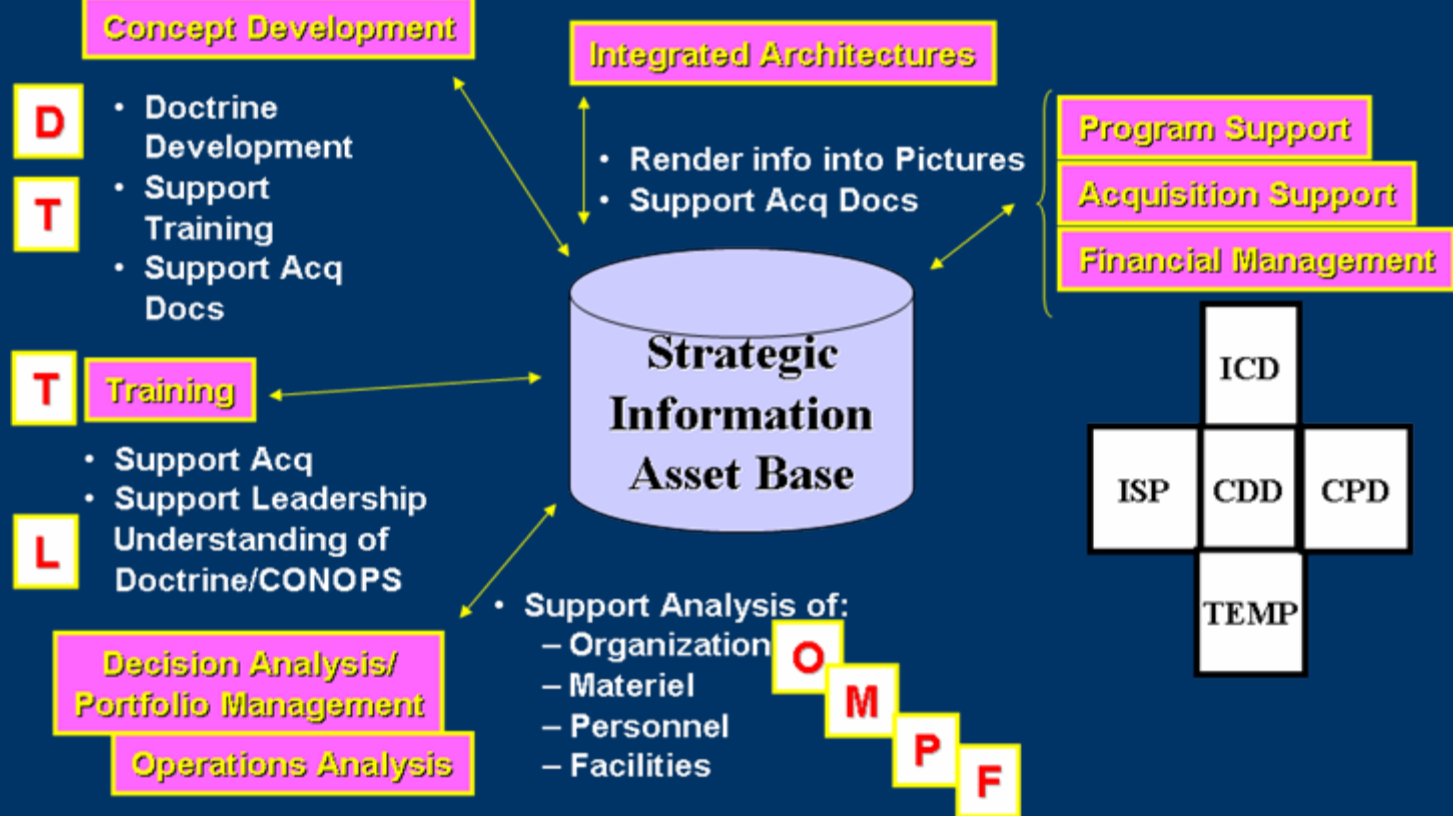 Concept Development
D
• Doctrine
Development
T
• Support
Training
• Support Acq
Docs
Integrated Architectures
• Render info into Pictures
• Support Acq Docs
Program Support
Acquisition Support
Financial Management
Strategic
Information
Asset Base
T
Training
• Support Acq
• Support Leadership
Understanding of
Doctrine/CONOPS
L
Decision Analysis/
Portfolio Management
Operations Analysis
• Support Analysis of:
– Organization
– Materiel
– Personnel
– Facilities
O
M
P
F
ICD
ISP CDD CPD
TEMP